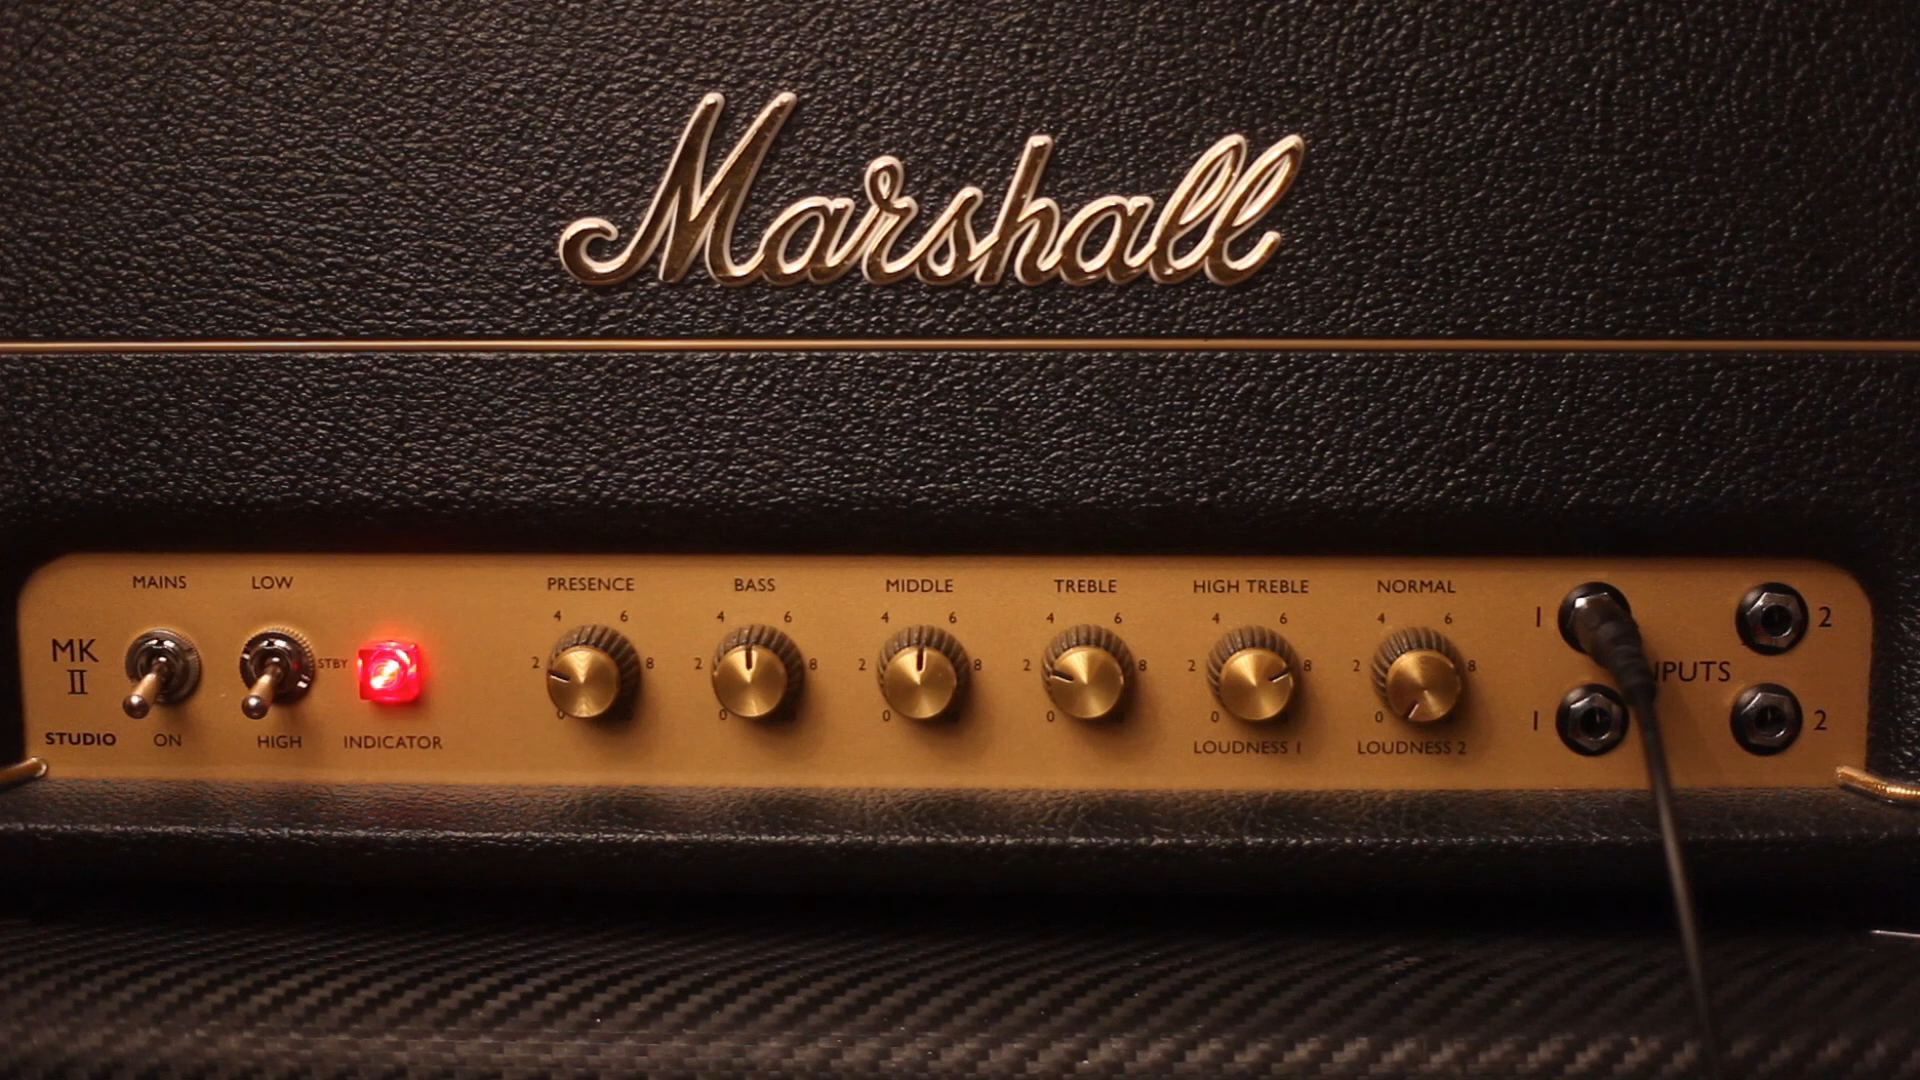 Marshall
MAINS LOW PRESENCE BASS MIDDLE TREBLE HIGH TREBLE NORMAL
4 6 4 6 4 6 4 6 4 6 4 6 1 2
MK STBY 2 8 2 8 2 8 2 8 2 8 2 8
II
0 0 0 0 0 0 1 2
STUDIO ON HIGH INDICATOR LOUDNESS 1 LOUDNESS 2